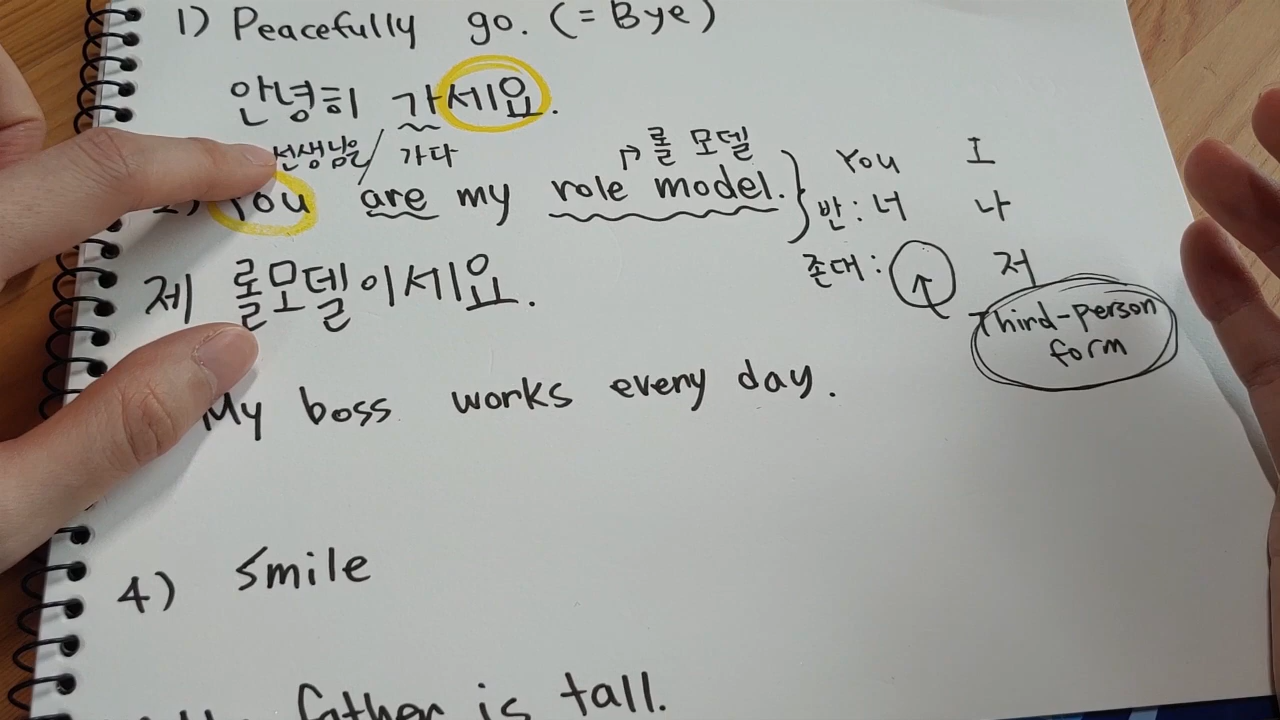 1) Peacefully go. (= Bye)
안녕히 가세요.
선생님은/ 가다 → 롤 모델
2) You are my role model. } You I
반: 너 나
제 롤모델이세요. 존대: ↑ 저
Third-person
form
My boss works every day.
4) Smile
father is tall.